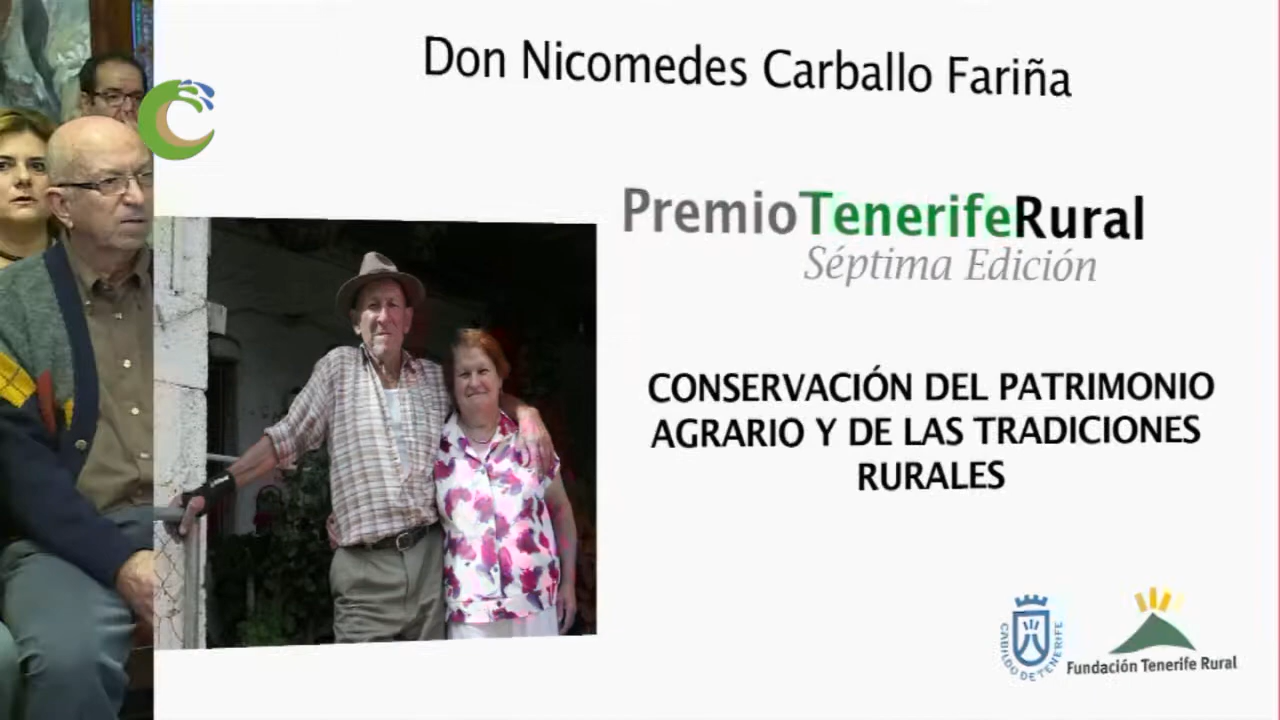 Don Nicomedes Carballo Fariña
PremioTenerifeRural
Séptima Edición
CONSERVACIÓN DEL PATRIMONIO
AGRARIO Y DE LAS TRADICIONES
RURALES
CABILDO DE TENERIFE
Fundación Tenerife Rural